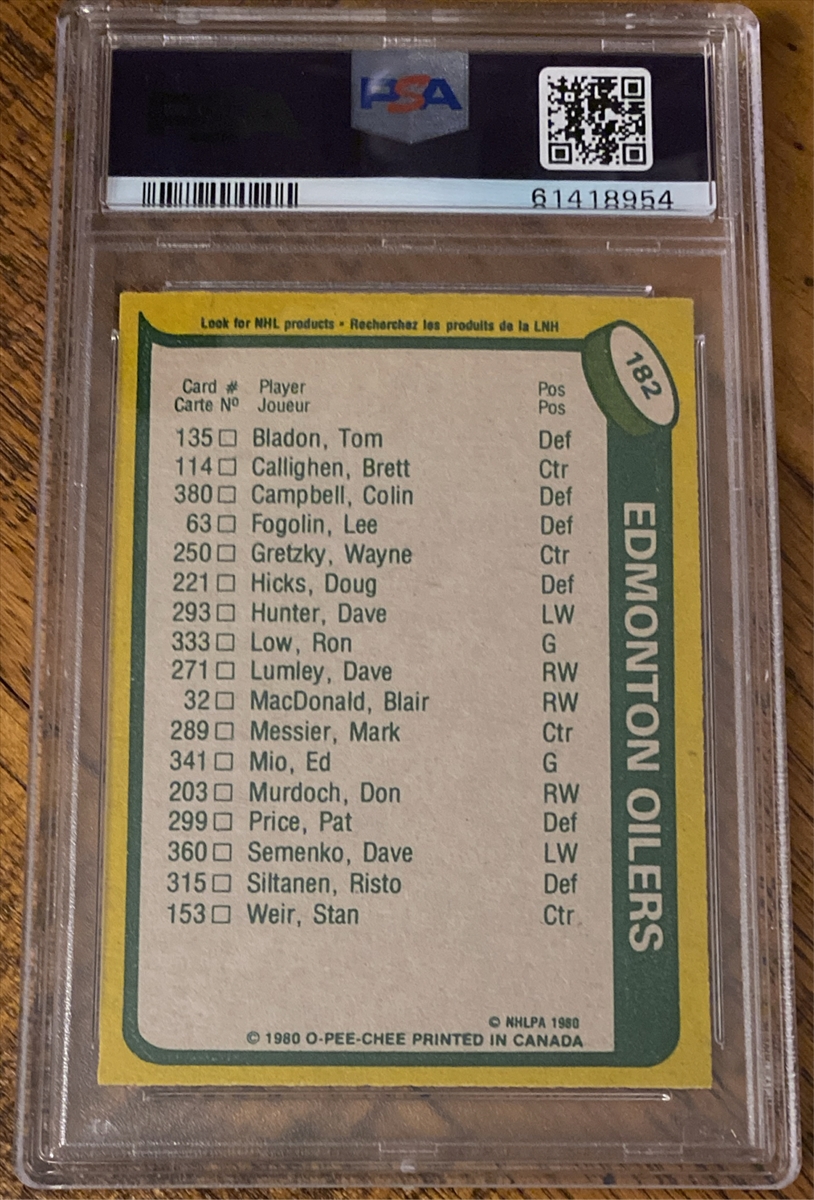 PSA
61418954
Look for NHL products • Recherchez les produits de la LNH
182
Card # Player Pos
Carte Nº Joueur Pos
135 □ Bladon, Tom Def
114 □ Callighen, Brett Ctr
380 □ Campbell, Colin Def
63 □ Fogolin, Lee Def
250 □ Gretzky, Wayne Ctr
221 □ Hicks, Doug Def
293 □ Hunter, Dave LW
333 □ Low, Ron G
271 □ Lumley, Dave RW
32 □ MacDonald, Blair RW
289 □ Messier, Mark Ctr
341 □ Mio, Ed G
203 □ Murdoch, Don RW
299 □ Price, Pat Def
360 □ Semenko, Dave LW
315 □ Siltanen, Risto Def
153 □ Weir, Stan Ctr
EDMONTON OILERS
© NHLPA 1980
© 1980 O-PEE-CHEE PRINTED IN CANADA